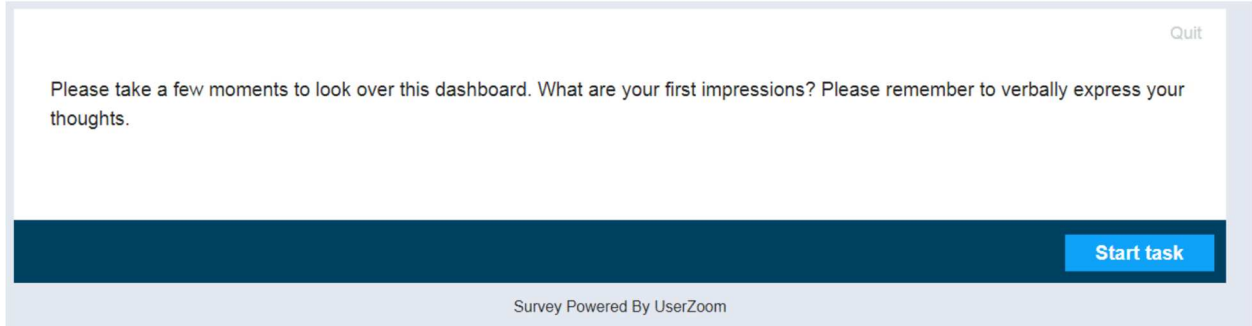 Quit
Please take a few moments to look over this dashboard. What are your first impressions? Please remember to verbally express your
thoughts.
Start task
Survey Powered By UserZoom